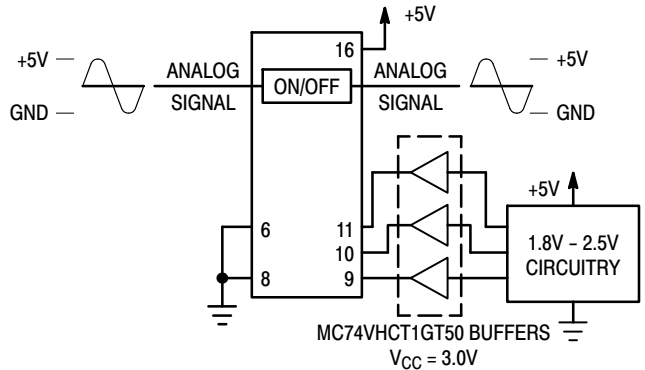 +5V
16
+5V
ANALOG
SIGNAL
ON/OFF
ANALOG
SIGNAL
+5V
GND
GND
+5V
6
11
10
8
9
1.8V – 2.5V
CIRCUITRY
MC74VHCT1GT50 BUFFERS
VCC = 3.0V